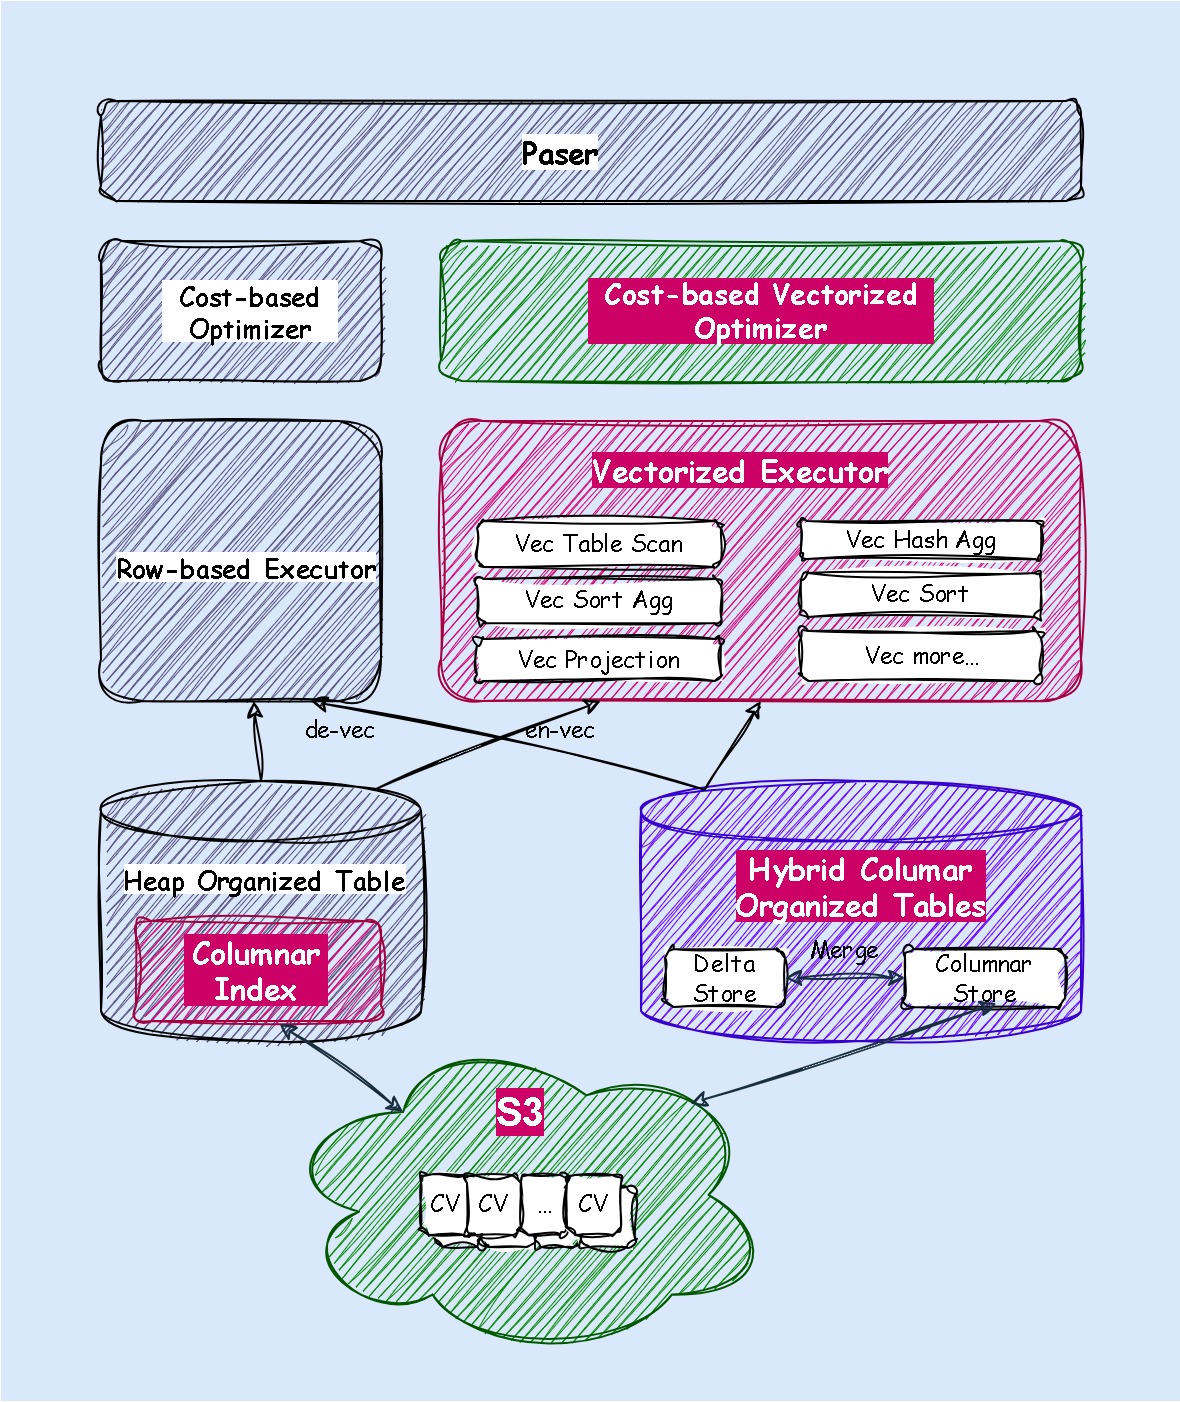 Paser
Cost-based
Optimizer
Cost-based Vectorized
Optimizer
Row-based Executor
Vectorized Executor
Vec Table Scan
Vec Hash Agg
Vec Sort Agg
Vec Sort
Vec Projection
Vec more...
de-vec
en-vec
Heap Organized Table
Columnar
Index
Hybrid Columar
Organized Tables
Merge
Delta
Store
Columnar
Store
S3
CV
CV
...
CV